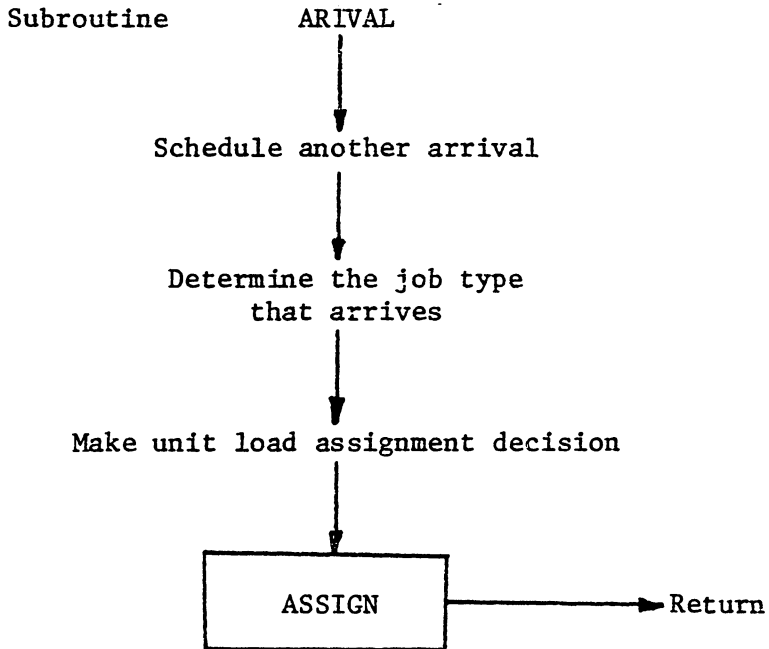 Subroutine ARIVAL
Schedule another arrival
Determine the job type
that arrives
Make unit load assignment decision
ASSIGN Return